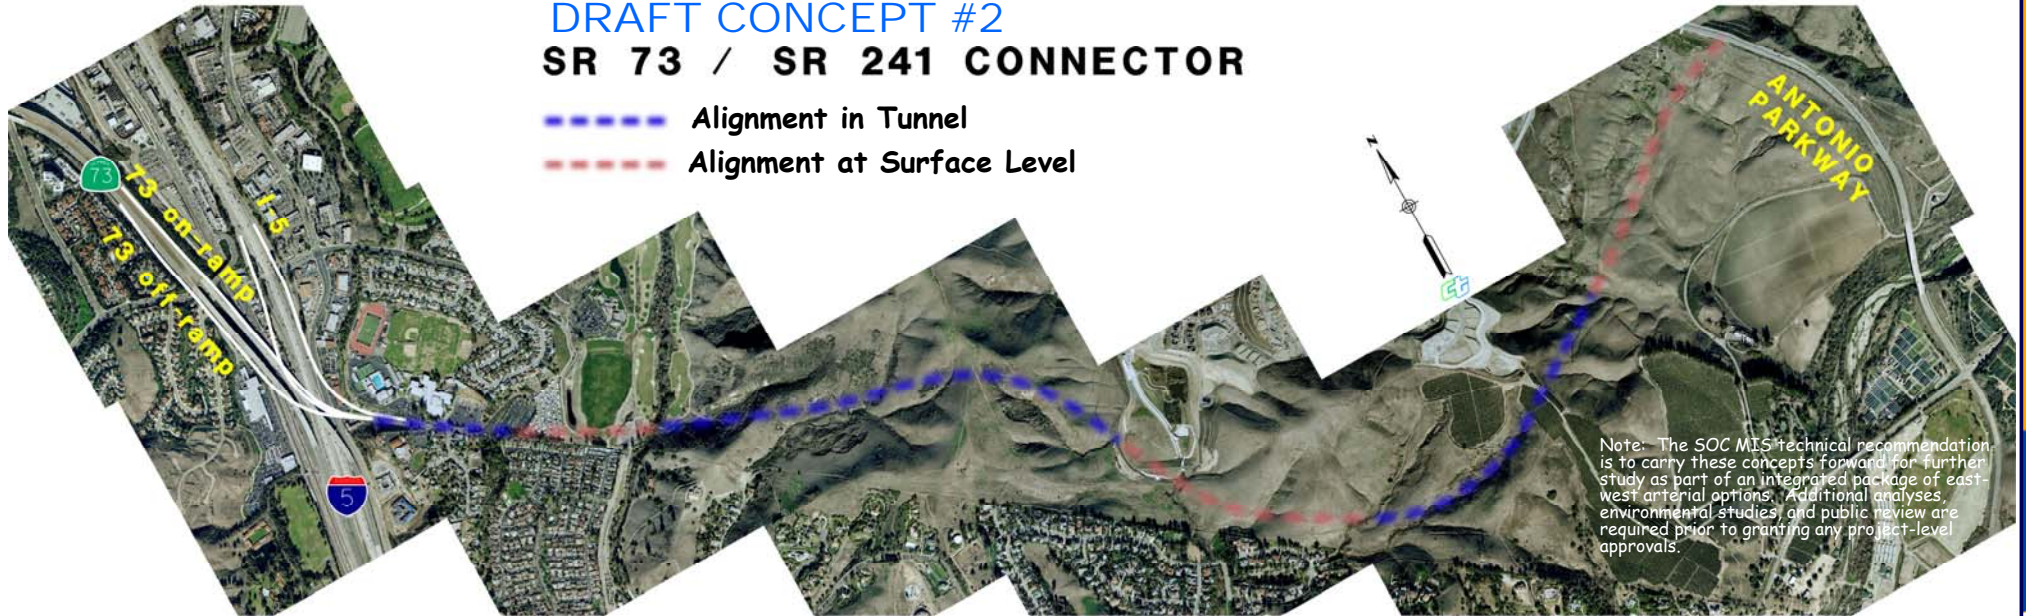 DRAFT CONCEPT #2
SR 73 / SR 241 CONNECTOR
Alignment in Tunnel
Alignment at Surface Level
73
73 on-ramp
73 off-ramp
I-5
5
N
ct
ANTONIO
PARKWAY
Note: The SOC MIS technical recommendation
is to carry these concepts forward for further
study as part of an integrated package of east-
west arterial options. Additional analyses,
environmental studies, and public review are
required prior to granting any project-level
approvals.